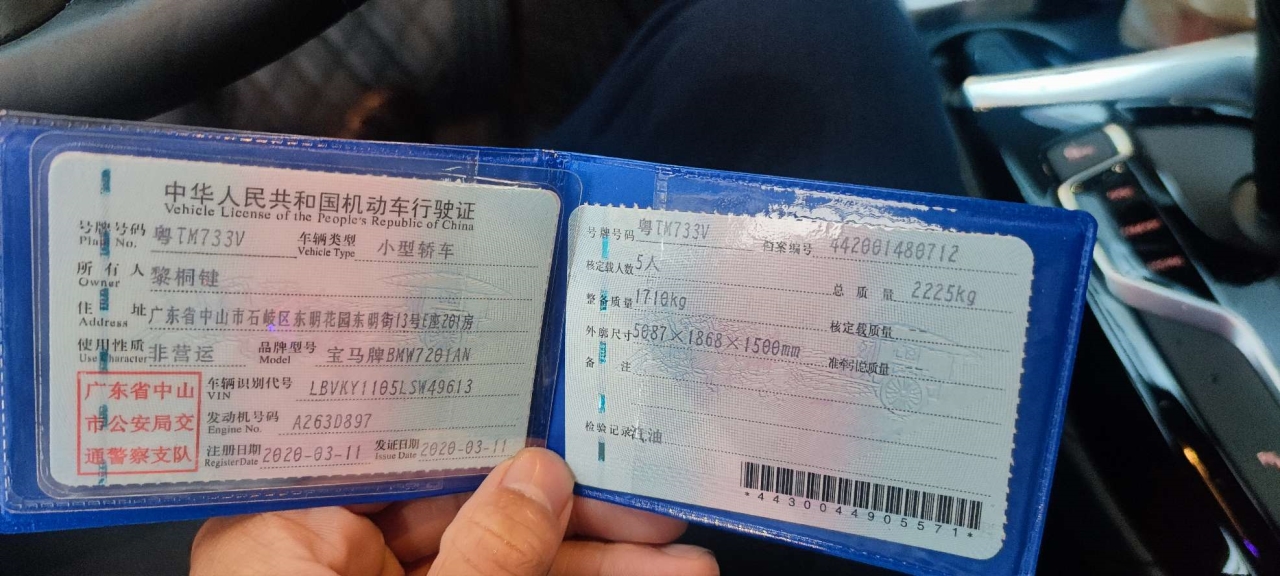 中华人民共和国机动车行驶证
Vehicle License of the People's Republic of China
号牌号码 Plate No. 粤TM733V 车辆类型 Vehicle Type 小型轿车
所有人 Owner 黎桐键
住址 Address 广东省中山市石岐区东明花园东明街13号E座201房
使用性质 Use Character 非营运 品牌型号 Model 宝马牌BMW7201AN
广东省中山
市公安局交
通警察支队
车辆识别代号 VIN LBVKY1105LSW49613
发动机号码 Engine No. A263D897
注册日期 Register Date 2020-03-11 发证日期 Issue Date 2020-03-11
号牌号码 粤TM733V 档案编号 442001480712
核定载人数 5人 总质量 2225kg
整备质量 1710kg 核定载质量
外廓尺寸 5087×1868×1500mm 准牵引总质量
备注
检验记录 汽油
*4430044905571*